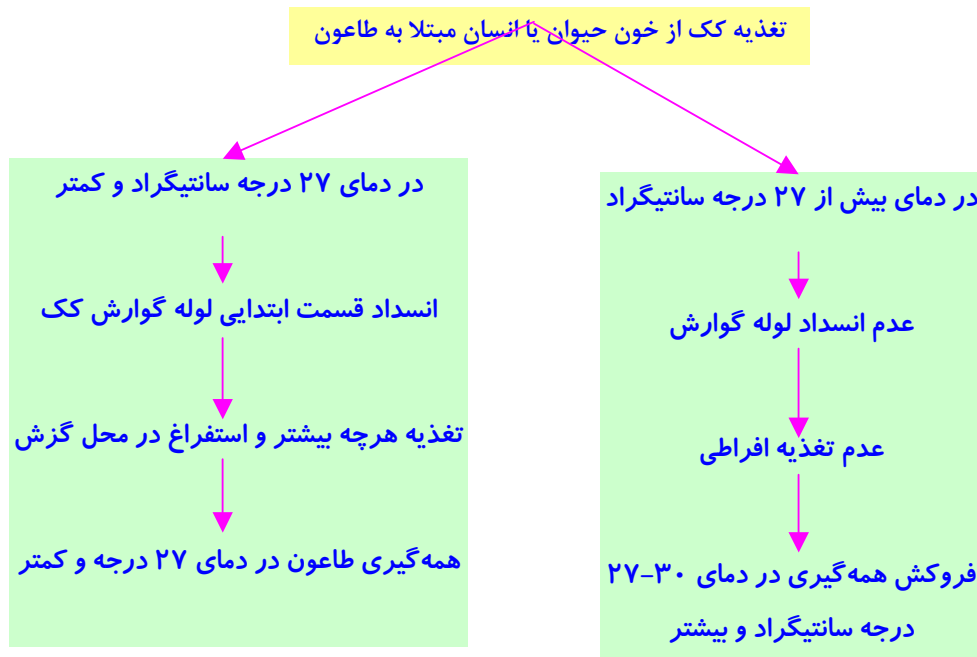 تغذیه کک از خون حیوان یا انسان مبتلا به طاعون
در دمای بیش از ۲۷ درجه سانتیگراد
عدم انسداد لوله گوارش
عدم تغذیه افراطی
فروکش همه‌گیری در دمای ۳۰-۲۷
درجه سانتیگراد و بیشتر
در دمای ۲۷ درجه سانتیگراد و کمتر
انسداد قسمت ابتدایی لوله گوارش کک
تغذیه هرچه بیشتر و استفراغ در محل گزش
همه‌گیری طاعون در دمای ۲۷ درجه و کمتر